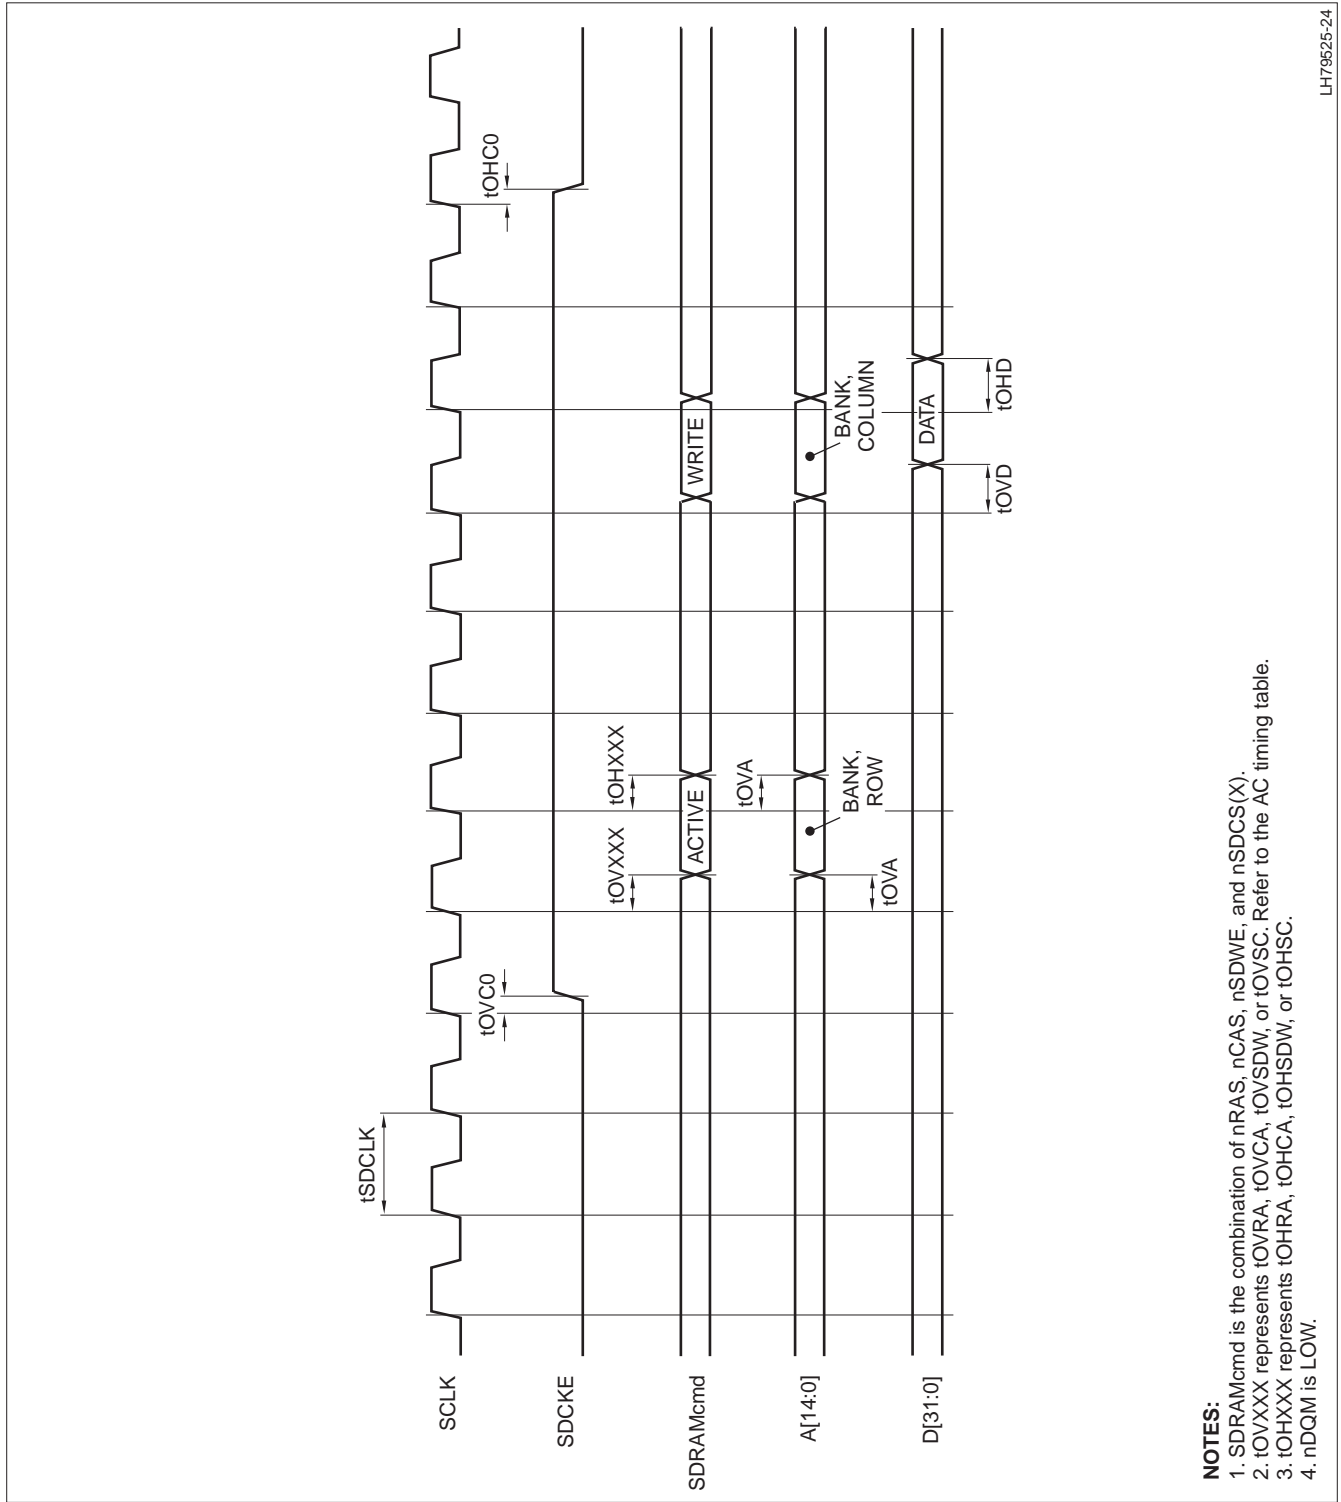 tSDCLK
SCLK
tOVC0
tOHC0
SDCKE
tOVXXX
tOHXXX
SDRAMcmd
ACTIVE
WRITE
tOVA
A[14:0]
BANK,
ROW
BANK,
COLUMN
tOVA
D[31:0]
DATA
tOVD
tOHD
NOTES:
1. SDRAMcmd is the combination of nRAS, nCAS, nSDWE, and nSDCS(X).
2. tOVXXX represents tOVRA, tOVCA, tOVSDW, or tOVSC. Refer to the AC timing table.
3. tOHXXX represents tOHRA, tOHCA, tOHSDW, or tOHSC.
4. nDQM is LOW.
LH79525-24